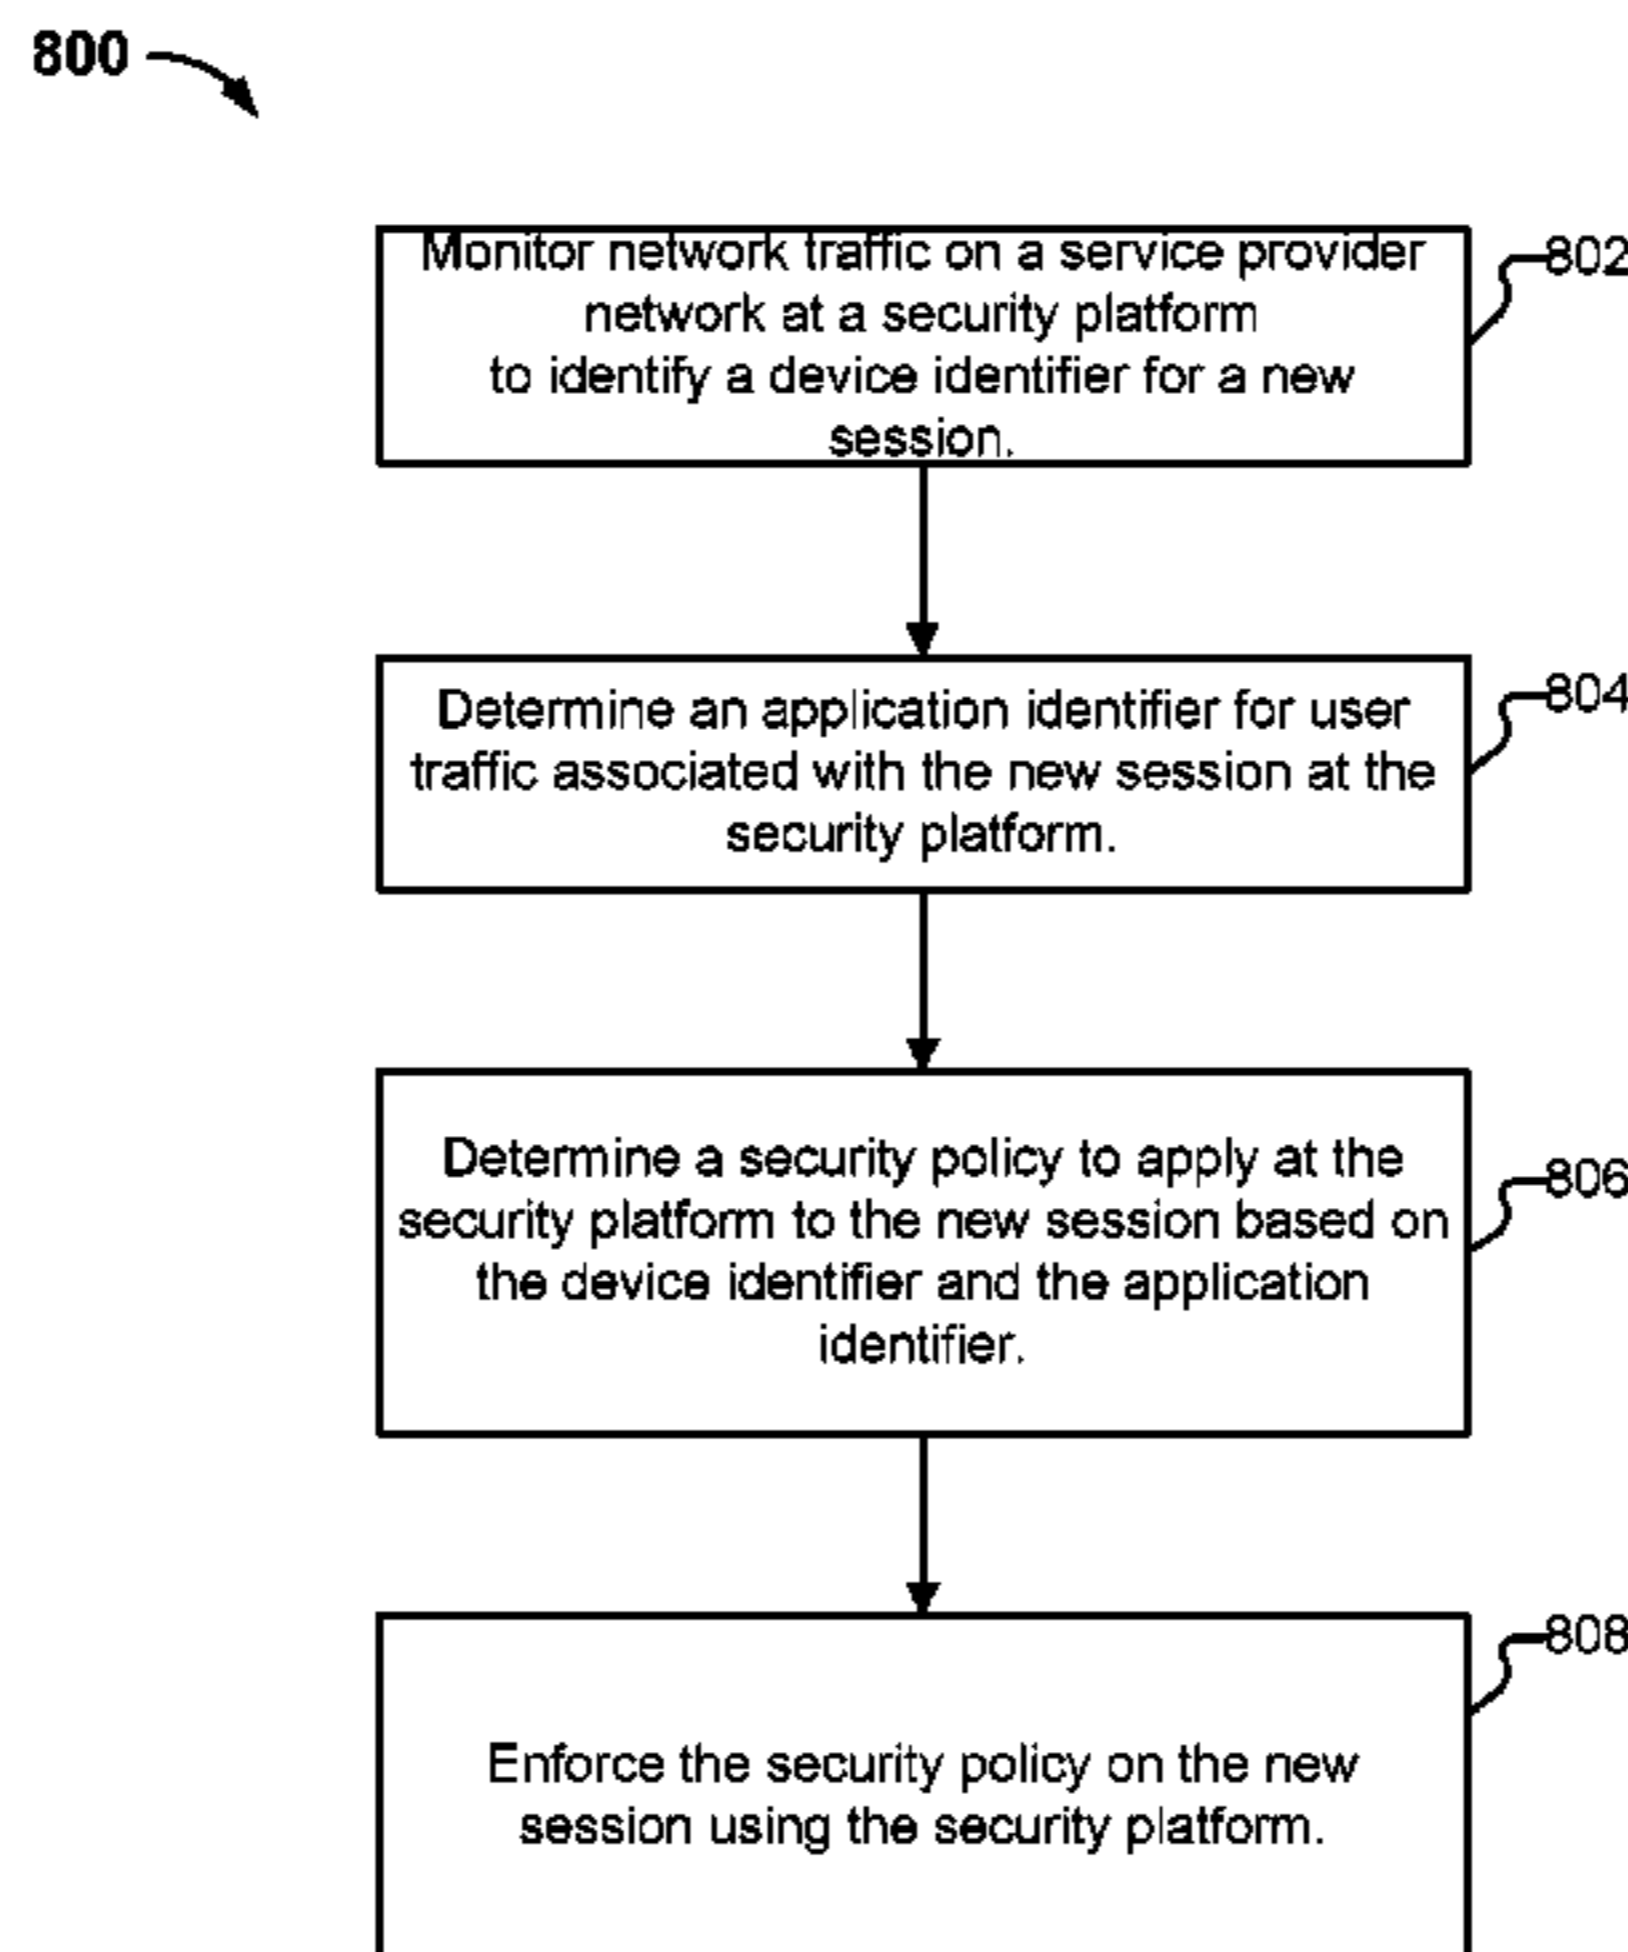 800
Monitor network traffic on a service provider
802
network at a security platform
to identify a device identifier for a new
session.
Determine an application identifier for user
804
traffic associated with the new session at the
security platform.
Determine a security policy to apply at the
806
security platform to the new session based on
the device identifier and the application
identifier.
808
Enforce the security policy on the new
session using the security platform.